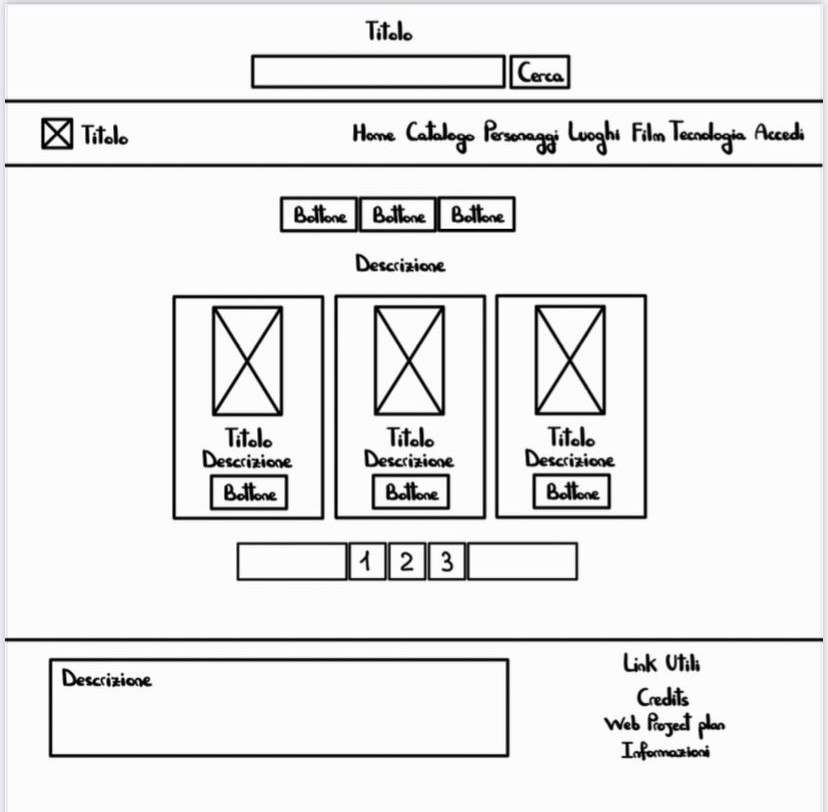 Titolo
Cerca
Titolo Home Catalogo Personaggi Luoghi Film Tecnologia Accedi
Bottone Bottone Bottone
Descrizione
Titolo Titolo Titolo
Descrizione Descrizione Descrizione
Bottone Bottone Bottone
1 2 3
Descrizione
Link Utili
Credits
Web Project plan
Informazioni